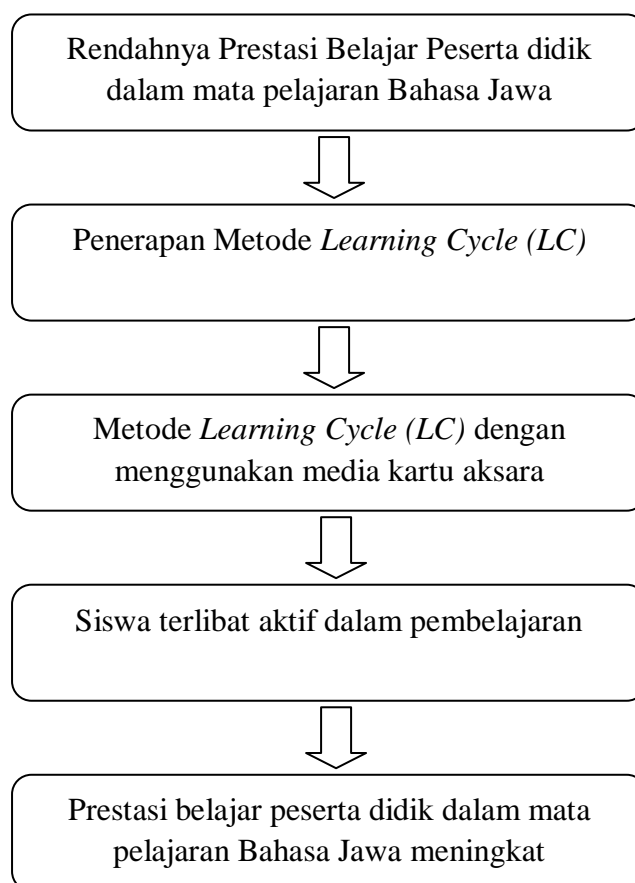 Rendahnya Prestasi Belajar Peserta didik
dalam mata pelajaran Bahasa Jawa
Penerapan Metode Learning Cycle (LC)
Metode Learning Cycle (LC) dengan
menggunakan media kartu aksara
Siswa terlibat aktif dalam pembelajaran
Prestasi belajar peserta didik dalam mata
pelajaran Bahasa Jawa meningkat